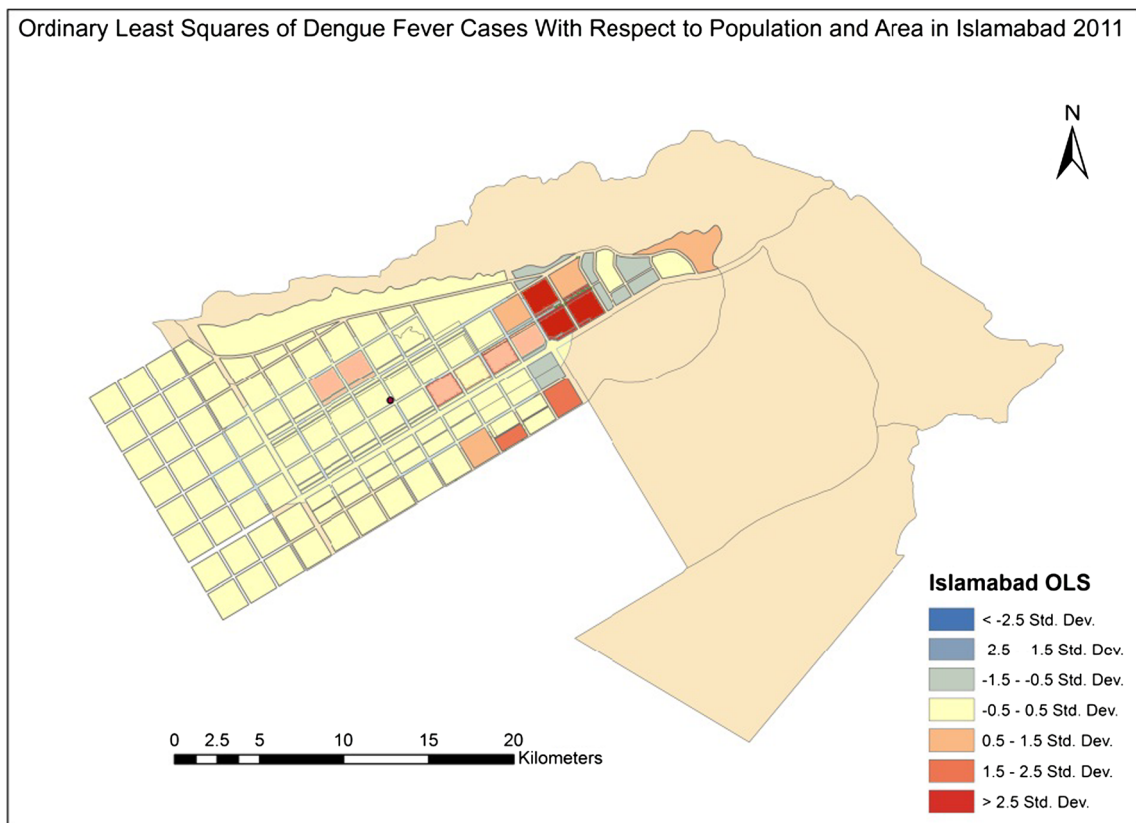 Ordinary Least Squares of Dengue Fever Cases With Respect to Population and Area in Islamabad 2011
N
Islamabad OLS
< -2.5 Std. Dev.
2.5 1.5 Std. Dev.
-1.5 - -0.5 Std. Dev.
-0.5 - 0.5 Std. Dev.
0.5 - 1.5 Std. Dev.
1.5 - 2.5 Std. Dev.
> 2.5 Std. Dev.
0 2.5 5 10 15 20
Kilometers